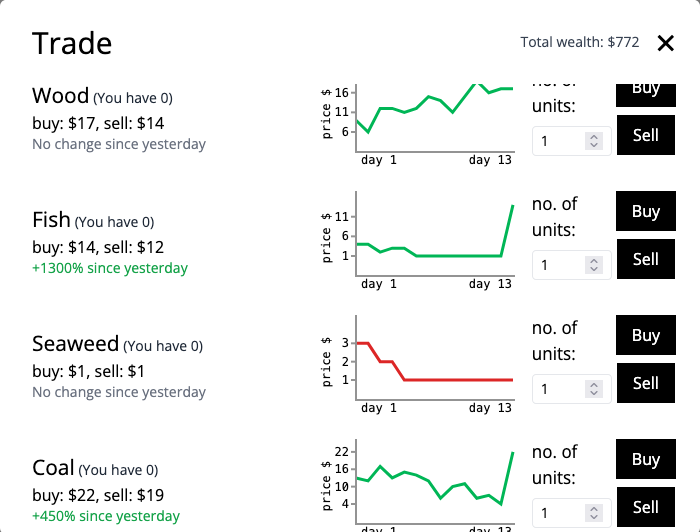 Trade
Total wealth: $772
Wood (You have 0)
buy: $17, sell: $14
No change since yesterday
price $
16
11
6
day 1
day 13
no. of
units:
1
Buy
Sell
Fish (You have 0)
buy: $14, sell: $12
+1300% since yesterday
price $
11
6
1
day 1
day 13
no. of
units:
1
Buy
Sell
Seaweed (You have 0)
buy: $1, sell: $1
No change since yesterday
price $
3
2
1
day 1
day 13
no. of
units:
1
Buy
Sell
Coal (You have 0)
buy: $22, sell: $19
+450% since yesterday
price $
22
16
10
4
day 1
day 13
no. of
units:
1
Buy
Sell